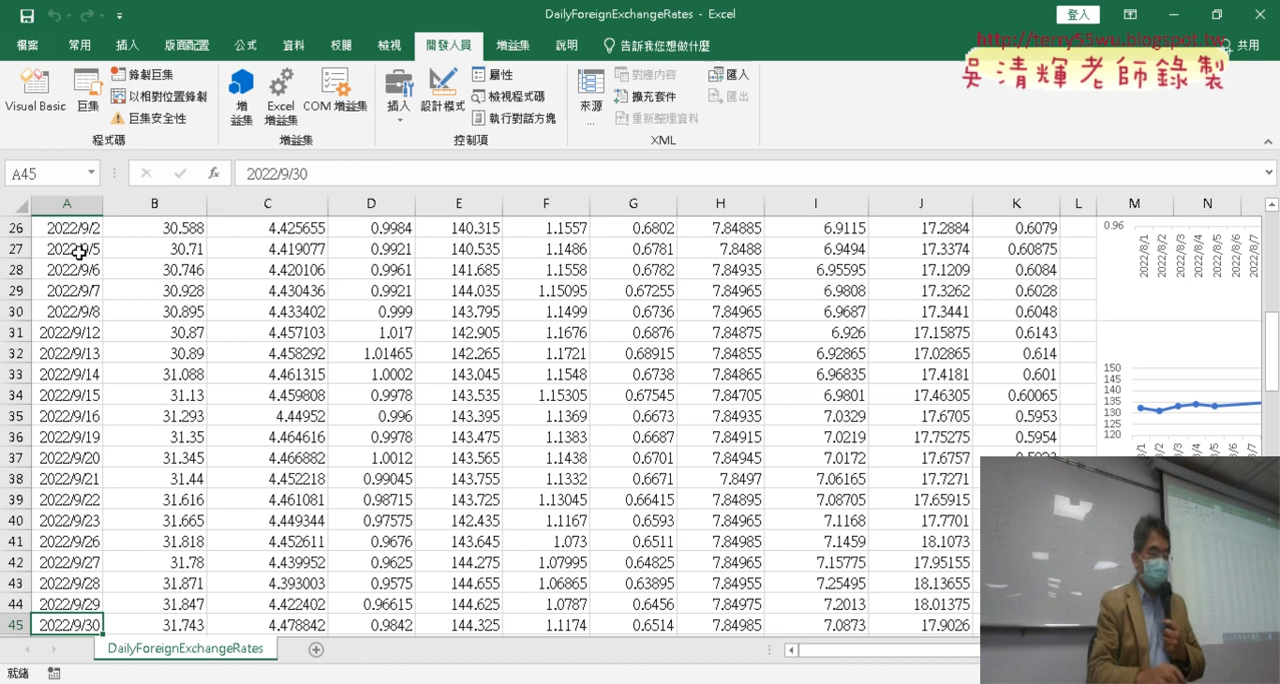 DailyForeignExchangeRates - Excel
登入
檔案 常用 插入 版面配置 公式 資料 校閱 檢視 開發人員 增益集 說明 告訴我您想做什麼 共用
http://terry55wu.blogspot.tw
吳清輝老師錄製
Visual Basic 巨集 錄製巨集 以相對位置錄製 巨集安全性 程式碼
增益集 Excel 增益集 COM 增益集 增益集
插入 設計模式 屬性 檢視程式碼 執行對話方塊 控制項
來源... 對應內容 擴充套件 重新整理資料 匯入 匯出 XML
A45 fx 2022/9/30
A B C D E F G H I J K L M N
26 2022/9/2 30.588 4.425655 0.9984 140.315 1.1557 0.6802 7.84885 6.9115 17.2884 0.6079
27 30.71 4.419077 0.9921 140.51 1.1486 0.6781 7.8488 6.9494 17.3374 0.60875
28 2022/9/6 30.746 4.420106 0.9961 141.685 1.1558 0.6782 7.84935 6.95595 17.1209 0.6084
29 2022/9/7 30.928 4.430436 0.9921 144.035 1.15095 0.67255 7.84965 6.9808 17.3262 0.6028
30 2022/9/8 30.895 4.433402 0.999 143.795 1.1499 0.6736 7.84965 6.9687 17.3441 0.6048
31 2022/9/12 30.87 4.457103 1.017 142.905 1.1676 0.6876 7.84875 6.926 17.15875 0.6143
32 2022/9/13 30.89 4.458292 1.01465 142.265 1.1721 0.68915 7.84855 6.92865 17.02865 0.614
33 2022/9/14 31.088 4.461315 1.0002 143.045 1.1548 0.6738 7.84865 6.96835 17.4181 0.601
34 2022/9/15 31.13 4.459808 0.9978 143.535 1.15305 0.67545 7.84705 6.9801 17.46305 0.60065
35 2022/9/16 31.293 4.44952 0.996 143.395 1.1369 0.6673 7.84935 7.0329 17.6705 0.5953
36 2022/9/19 31.35 4.464616 0.9978 143.475 1.1383 0.6687 7.84915 7.0219 17.75275 0.5954
37 2022/9/20 31.345 4.466882 1.0012 143.565 1.1438 0.6701 7.84945 7.0172 17.6757
38 2022/9/21 31.44 4.452218 0.99045 143.755 1.1332 0.6671 7.8497 7.06165 17.7271
39 2022/9/22 31.616 4.461081 0.98715 143.725 1.13045 0.66415 7.84895 7.08705 17.65915
40 2022/9/23 31.665 4.449344 0.97575 142.435 1.1167 0.6593 7.84965 7.1168 17.7701
41 2022/9/26 31.818 4.452611 0.9676 143.645 1.073 0.6511 7.84985 7.1459 18.1073
42 2022/9/27 31.78 4.439952 0.9625 144.275 1.07995 0.64825 7.84965 7.15775 17.95155
43 2022/9/28 31.871 4.393003 0.9575 144.655 1.06865 0.63895 7.84955 7.25495 18.13655
44 2022/9/29 31.847 4.422402 0.96615 144.625 1.0787 0.6456 7.84975 7.2013 18.01375
45 2022/9/30 31.743 4.478842 0.9842 144.325 1.1174 0.6514 7.84985 7.0873 17.9026
0.96
2022/8/1 2022/8/2 2022/8/3 2022/8/4 2022/8/5 2022/8/6 2022/8/7
150
145
140
135
130
125
120
DailyForeignExchangeRates
就緒